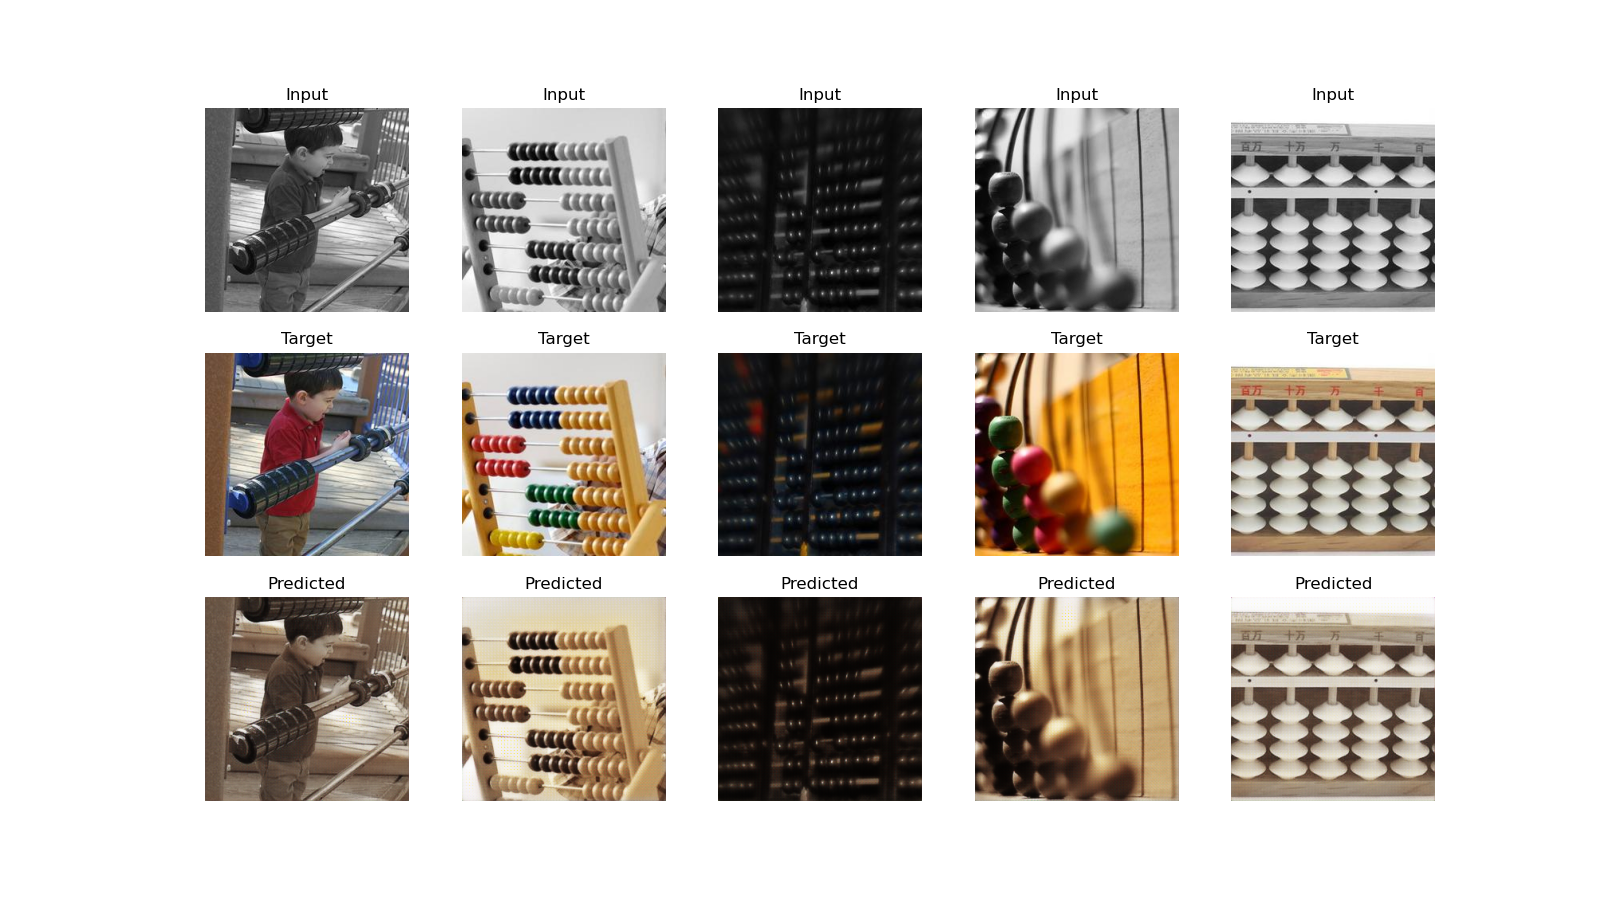 Input Input Input Input Input
百万 十万 万 千 百
Target Target Target Target Target
百万 十万 万 千 百
Predicted Predicted Predicted Predicted Predicted
百万 十万 万 千 百